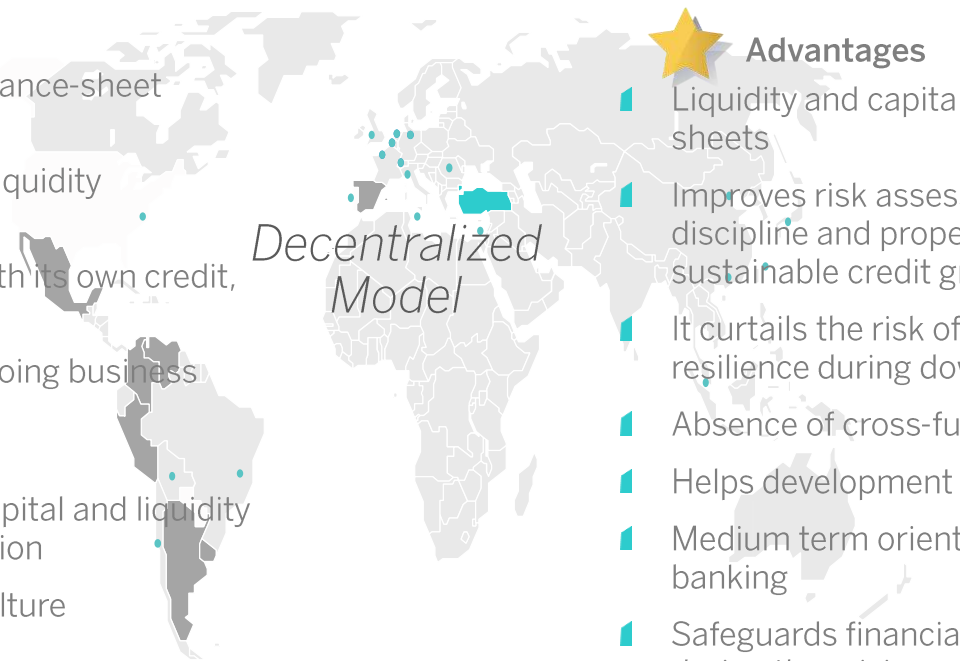 ance-sheet
quidity
th its own credit,
oing business
pital and liquidity
ion
lture
Decentralized
Model
Advantages
Liquidity and capita
sheets
Improves risk asses
discipline and prope
sustainable credit gr
It curtails the risk of
resilience during dow
Absence of cross-fu
Helps development
Medium term orient
banking
Safeguards financia